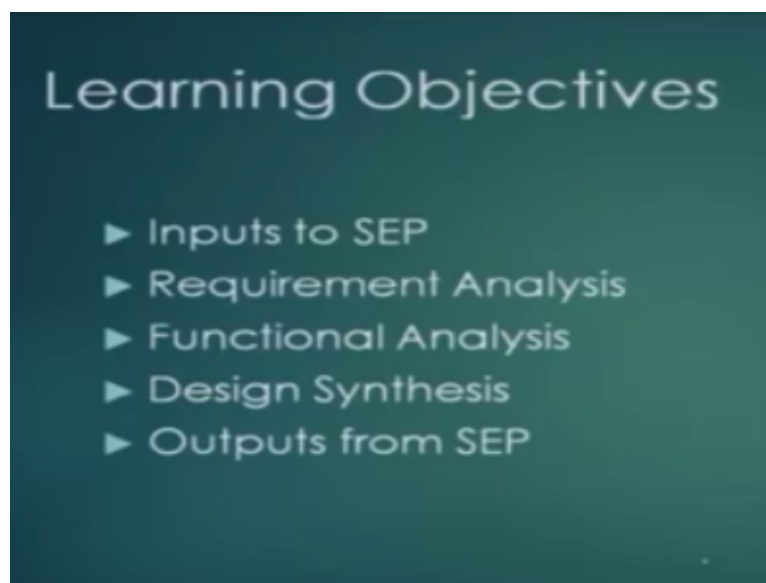 Learning Objectives
Inputs to SEP
Requirement Analysis
Functional Analysis
Design Synthesis
Outputs from SEP